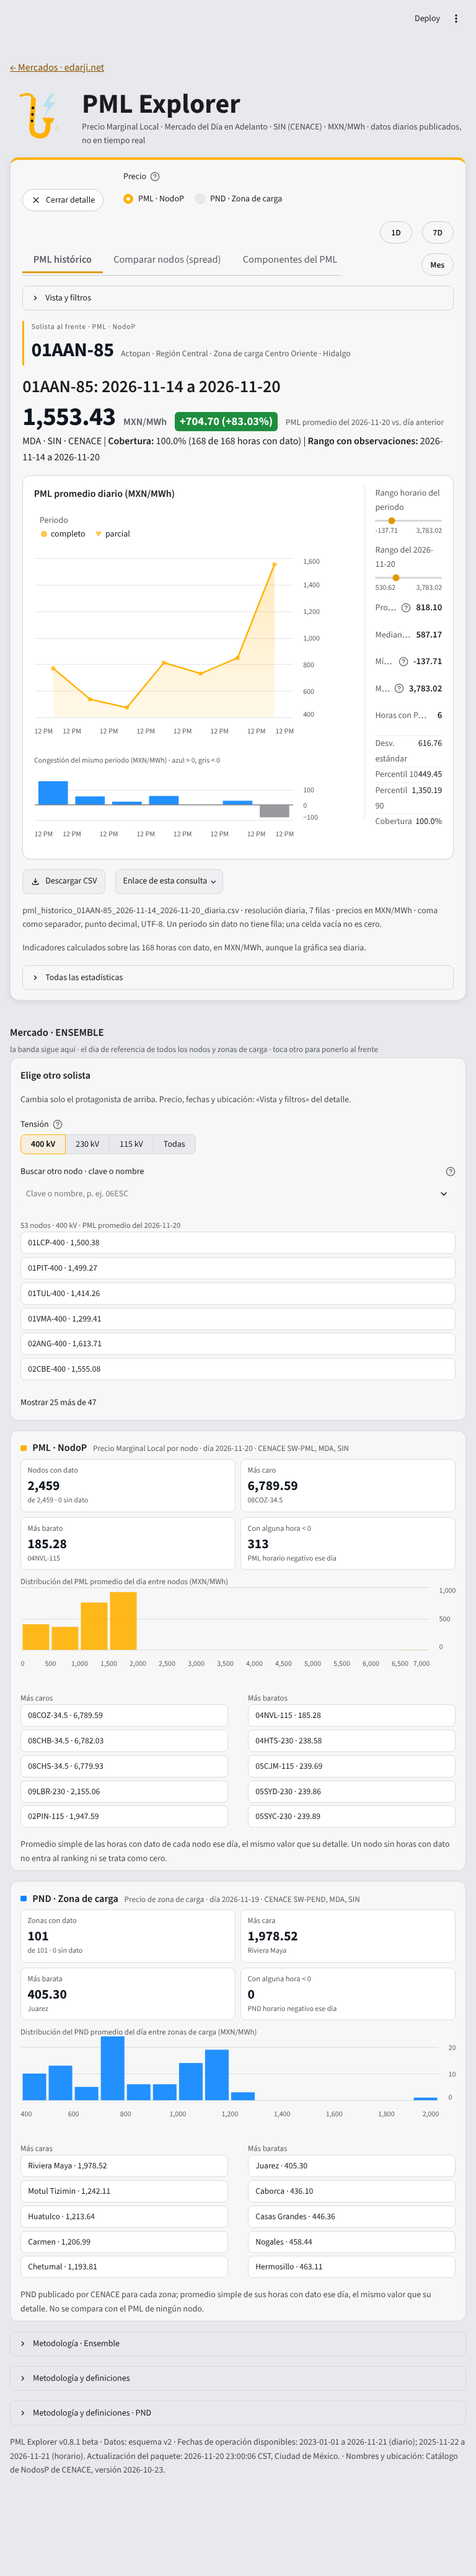 Deploy
← Mercados · edarji.net
PML Explorer
Precio Marginal Local · Mercado del Día en Adelanto · SIN (CENACE) · MXN/MWh · datos diarios publicados,
no en tiempo real
Precio
Cerrar detalle
PML · NodoP
PND · Zona de carga
1D
7D
PML histórico
Comparar nodos (spread)
Componentes del PML
Mes
Vista y filtros
Solista al frente · PML · NodoP
01AAN-85 Actopan · Región Central · Zona de carga Centro Oriente · Hidalgo
01AAN-85: 2026-11-14 a 2026-11-20
1,553.43 MXN/MWh +704.70 (+83.03%) PML promedio del 2026-11-20 vs. día anterior
MDA · SIN · CENACE | Cobertura: 100.0% (168 de 168 horas con dato) | Rango con observaciones: 2026-
11-14 a 2026-11-20
PML promedio diario (MXN/MWh)
Periodo
completo
parcial
1,600
1,400
1,200
1,000
800
600
400
12 PM 12 PM 12 PM 12 PM 12 PM 12 PM 12 PM 12 PM
Congestión del mismo periodo (MXN/MWh) · azul > 0, gris < 0
100
0
−100
12 PM 12 PM 12 PM 12 PM 12 PM 12 PM 12 PM 12 PM
Rango horario del
periodo
-137.71 3,783.02
Rango del 2026-
11-20
530.62 3,783.02
Pro… 818.10
Median… 587.17
Mí… -137.71
M… 3,783.02
Horas con P… 6
Desv. 616.76
estándar
Percentil 10 449.45
Percentil 1,350.19
90
Cobertura 100.0%
Descargar CSV
Enlace de esta consulta
pml_historico_01AAN-85_2026-11-14_2026-11-20_diaria.csv · resolución diaria, 7 filas · precios en MXN/MWh · coma
como separador, punto decimal, UTF-8. Un periodo sin dato no tiene fila; una celda vacía no es cero.
Indicadores calculados sobre las 168 horas con dato, en MXN/MWh, aunque la gráfica sea diaria.
Todas las estadísticas
Mercado · ENSEMBLE
la banda sigue aquí · el día de referencia de todos los nodos y zonas de carga · toca otro para ponerlo al frente
Elige otro solista
Cambia solo el protagonista de arriba. Precio, fechas y ubicación: «Vista y filtros» del detalle.
Tensión
400 kV
230 kV
115 kV
Todas
Buscar otro nodo · clave o nombre
Clave o nombre, p. ej. 06ESC
53 nodos · 400 kV · PML promedio del 2026-11-20
01LCP-400 · 1,500.38
01PIT-400 · 1,499.27
01TUL-400 · 1,414.26
01VMA-400 · 1,299.41
02ANG-400 · 1,613.71
02CBE-400 · 1,555.08
Mostrar 25 más de 47
PML · NodoP Precio Marginal Local por nodo · día 2026-11-20 · CENACE SW-PML, MDA, SIN
Nodos con dato
2,459
de 2,459 · 0 sin dato
Más caro
6,789.59
08COZ-34.5
Más barato
185.28
04NVL-115
Con alguna hora < 0
313
PML horario negativo ese día
Distribución del PML promedio del día entre nodos (MXN/MWh)
1,000
500
0
0 500 1,000 1,500 2,000 2,500 3,000 3,500 4,000 4,500 5,000 5,500 6,000 6,500 7,000
Más caros
08COZ-34.5 · 6,789.59
08CHB-34.5 · 6,782.03
08CHS-34.5 · 6,779.93
09LBR-230 · 2,155.06
02PIN-115 · 1,947.59
Más baratos
04NVL-115 · 185.28
04HTS-230 · 238.58
05CJM-115 · 239.69
05SYD-230 · 239.86
05SYC-230 · 239.89
Promedio simple de las horas con dato de cada nodo ese día, el mismo valor que su detalle. Un nodo sin horas con dato
no entra al ranking ni se trata como cero.
PND · Zona de carga Precio de zona de carga · día 2026-11-19 · CENACE SW-PEND, MDA, SIN
Zonas con dato
101
de 101 · 0 sin dato
Más cara
1,978.52
Riviera Maya
Más barata
405.30
Juarez
Con alguna hora < 0
0
PND horario negativo ese día
Distribución del PND promedio del día entre zonas de carga (MXN/MWh)
20
10
0
400 600 800 1,000 1,200 1,400 1,600 1,800 2,000
Más caras
Riviera Maya · 1,978.52
Motul Tizimin · 1,242.11
Huatulco · 1,213.64
Carmen · 1,206.99
Chetumal · 1,193.81
Más baratas
Juarez · 405.30
Caborca · 436.10
Casas Grandes · 446.36
Nogales · 458.44
Hermosillo · 463.11
PND publicado por CENACE para cada zona; promedio simple de sus horas con dato ese día, el mismo valor que su
detalle. No se compara con el PML de ningún nodo.
Metodología · Ensemble
Metodología y definiciones
Metodología y definiciones · PND
PML Explorer v0.8.1 beta · Datos: esquema v2 · Fechas de operación disponibles: 2023-01-01 a 2026-11-21 (diario); 2025-11-22 a
2026-11-21 (horario). Actualización del paquete: 2026-11-20 23:00:06 CST, Ciudad de México. · Nombres y ubicación: Catálogo
de NodosP de CENACE, versión 2026-10-23.